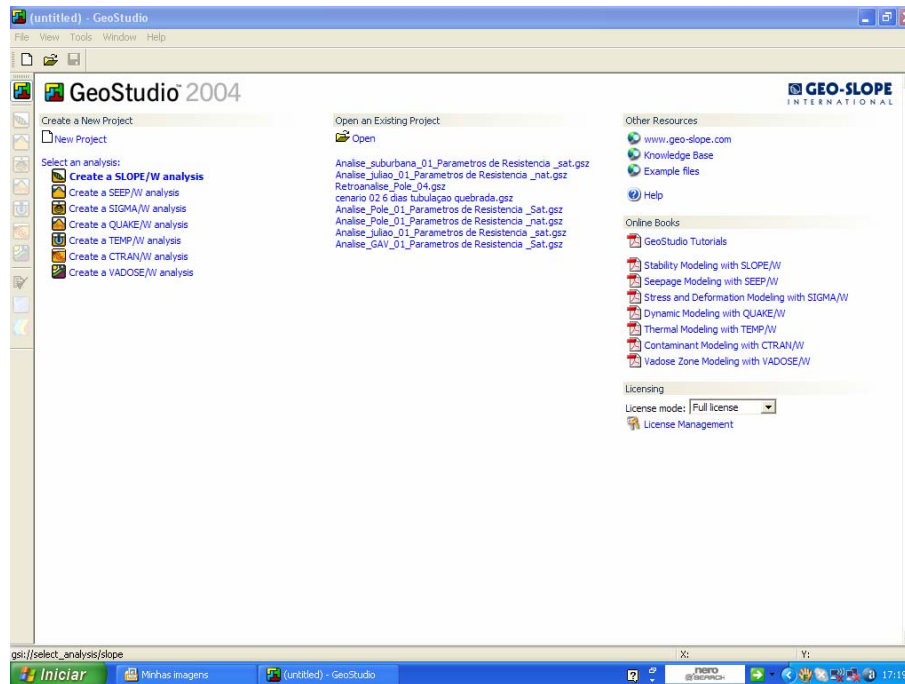 (untitled) - GeoStudio
File View Tools Window Help
GeoStudio 2004
GEO-SLOPE
INTERNATIONAL
Create a New Project
New Project
Select an analysis:
Create a SLOPE/W analysis
Create a SEEP/W analysis
Create a SIGMA/W analysis
Create a QUAKE/W analysis
Create a TEMP/W analysis
Create a CTRAN/W analysis
Create a VADOSE/W analysis
Open an Existing Project
Open
Analise_suburbana_01_Parametros de Resistencia _sat.gsz
Analise_juliao_01_Parametros de Resistencia _nat.gsz
Retroanalise_Pole_04.gsz
cenario 02 6 dias tubulaçao quebrada.gsz
Analise_Pole_01_Parametros de Resistencia _Sat.gsz
Analise_Pole_01_Parametros de Resistencia _nat.gsz
Analise_juliao_01_Parametros de Resistencia _sat.gsz
Analise_GAV_01_Parametros de Resistencia _Sat.gsz
Other Resources
www.geo-slope.com
Knowledge Base
Example files
Help
Online Books
GeoStudio Tutorials
Stability Modeling with SLOPE/W
Seepage Modeling with SEEP/W
Stress and Deformation Modeling with SIGMA/W
Dynamic Modeling with QUAKE/W
Thermal Modeling with TEMP/W
Contaminant Modeling with CTRAN/W
Vadose Zone Modeling with VADOSE/W
Licensing
License mode: Full license
License Management
gsi://select_analysis/slope
X: Y:
Iniciar
Minhas imagens
(untitled) - GeoStudio
nero
SEARCH
17:19